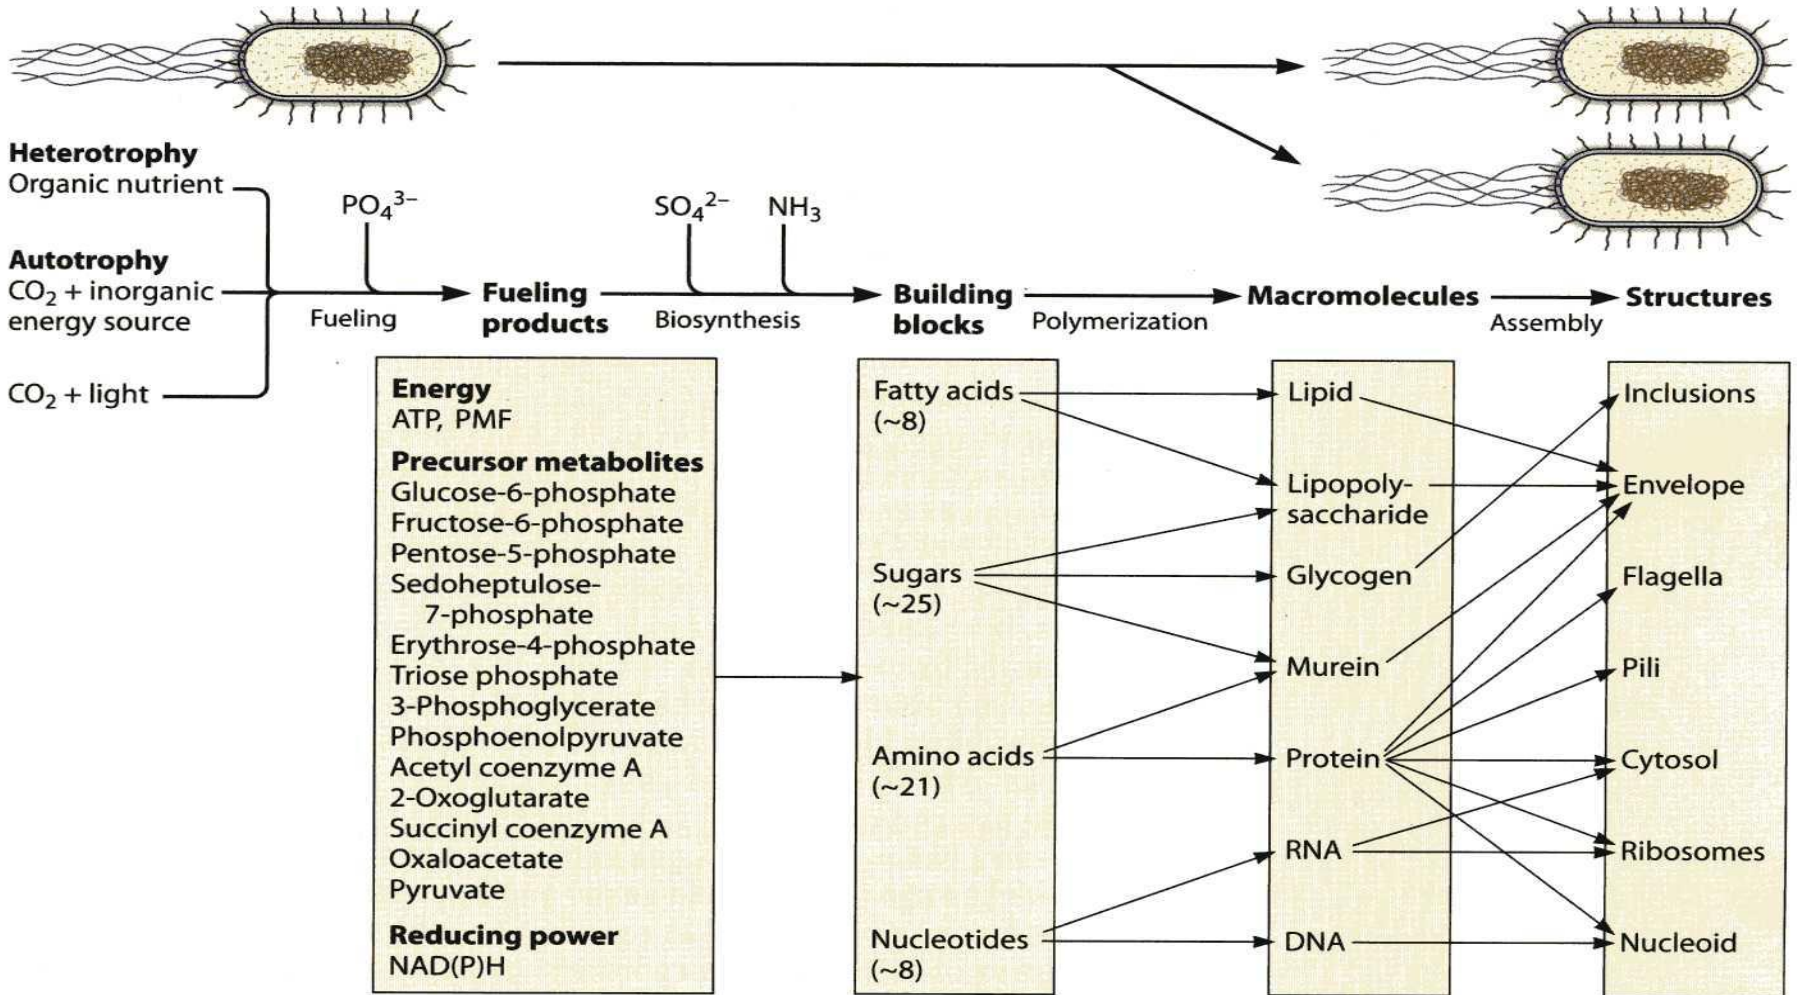 Heterotrophy
Organic nutrient
PO₄³⁻
SO₄²⁻
NH₃
Autotrophy
CO₂ + inorganic
energy source
CO₂ + light
Fueling
Fueling
products
Biosynthesis
Building
blocks
Polymerization
Macromolecules
Assembly
Structures
Energy
ATP, PMF
Precursor metabolites
Glucose-6-phosphate
Fructose-6-phosphate
Pentose-5-phosphate
Sedoheptulose-
7-phosphate
Erythrose-4-phosphate
Triose phosphate
3-Phosphoglycerate
Phosphoenolpyruvate
Acetyl coenzyme A
2-Oxoglutarate
Succinyl coenzyme A
Oxaloacetate
Pyruvate
Reducing power
NAD(P)H
Fatty acids
(~8)
Sugars
(~25)
Amino acids
(~21)
Nucleotides
(~8)
Lipid
Lipopoly-
saccharide
Glycogen
Murein
Protein
RNA
DNA
Inclusions
Envelope
Flagella
Pili
Cytosol
Ribosomes
Nucleoid